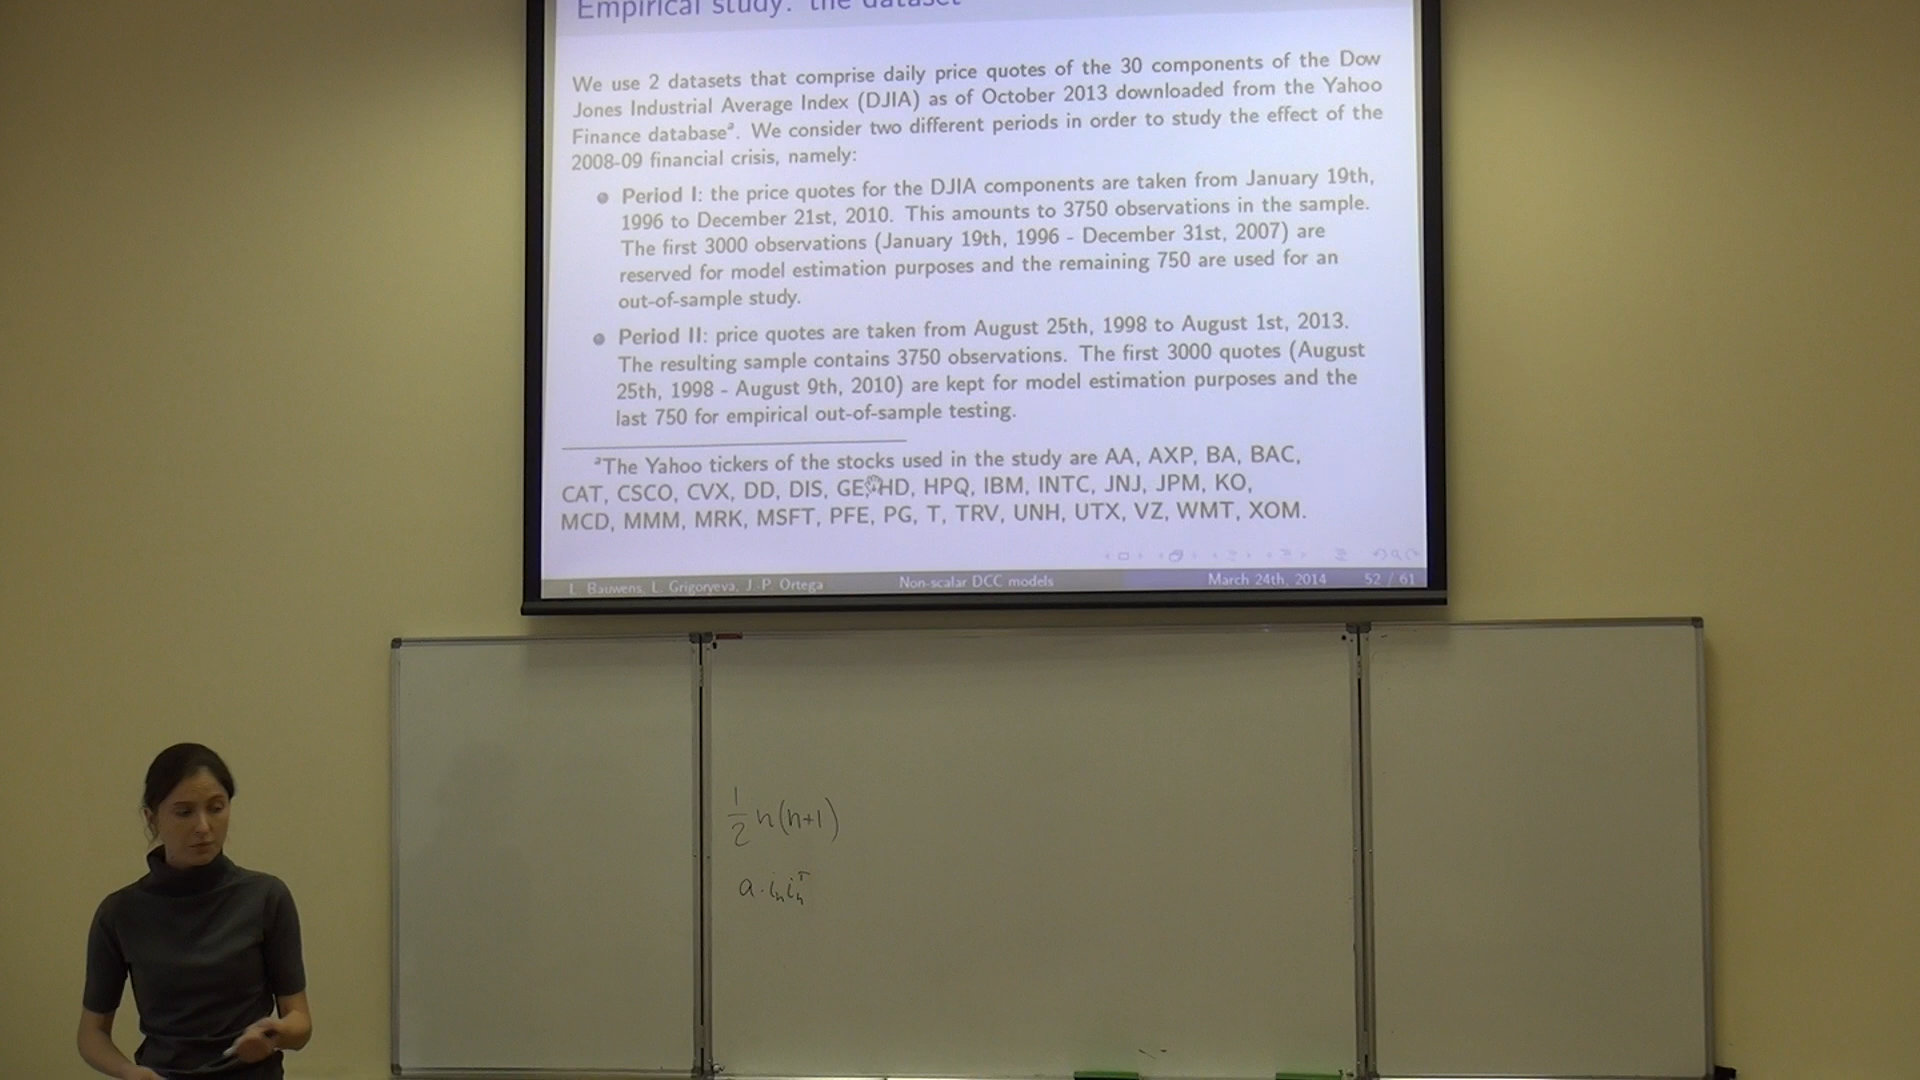 Empirical study: the dataset
We use 2 datasets that comprise daily price quotes of the 30 components of the Dow
Jones Industrial Average Index (DJIA) as of October 2013 downloaded from the Yahoo
Finance databaseᵃ. We consider two different periods in order to study the effect of the
2008-09 financial crisis, namely:
Period I: the price quotes for the DJIA components are taken from January 19th,
1996 to December 21st, 2010. This amounts to 3750 observations in the sample.
The first 3000 observations (January 19th, 1996 - December 31st, 2007) are
reserved for model estimation purposes and the remaining 750 are used for an
out-of-sample study.
Period II: price quotes are taken from August 25th, 1998 to August 1st, 2013.
The resulting sample contains 3750 observations. The first 3000 quotes (August
25th, 1998 - August 9th, 2010) are kept for model estimation purposes and the
last 750 for empirical out-of-sample testing.
ᵃThe Yahoo tickers of the stocks used in the study are AA, AXP, BA, BAC,
CAT, CSCO, CVX, DD, DIS, GE, HD, HPQ, IBM, INTC, JNJ, JPM, KO,
MCD, MMM, MRK, MSFT, PFE, PG, T, TRV, UNH, UTX, VZ, WMT, XOM.
L. Bauwens, L. Grigoryeva, J.-P. Ortega Non-scalar DCC models March 24th, 2014 52 / 61
1/2 n(n+1)
a · iₙiₙᵀ